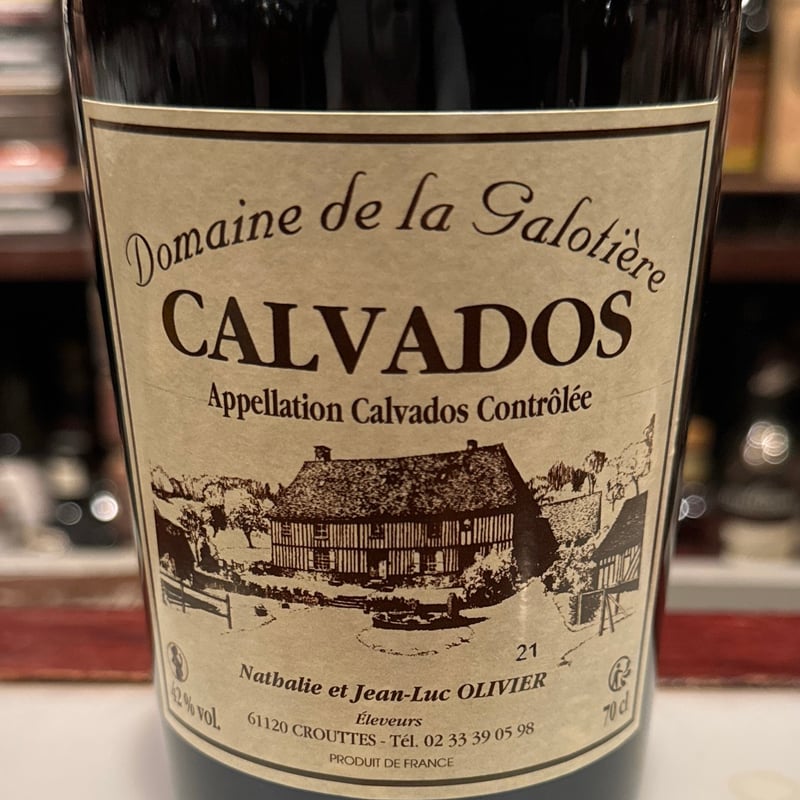 Domaine de la Galotière
CALVADOS
Appellation Calvados Contrôlée
21
Nathalie et Jean-Luc OLIVIER
Éleveurs
42 % vol.
61120 CROUTTES - Tél. 02 33 39 05 98
70 cl
PRODUIT DE FRANCE